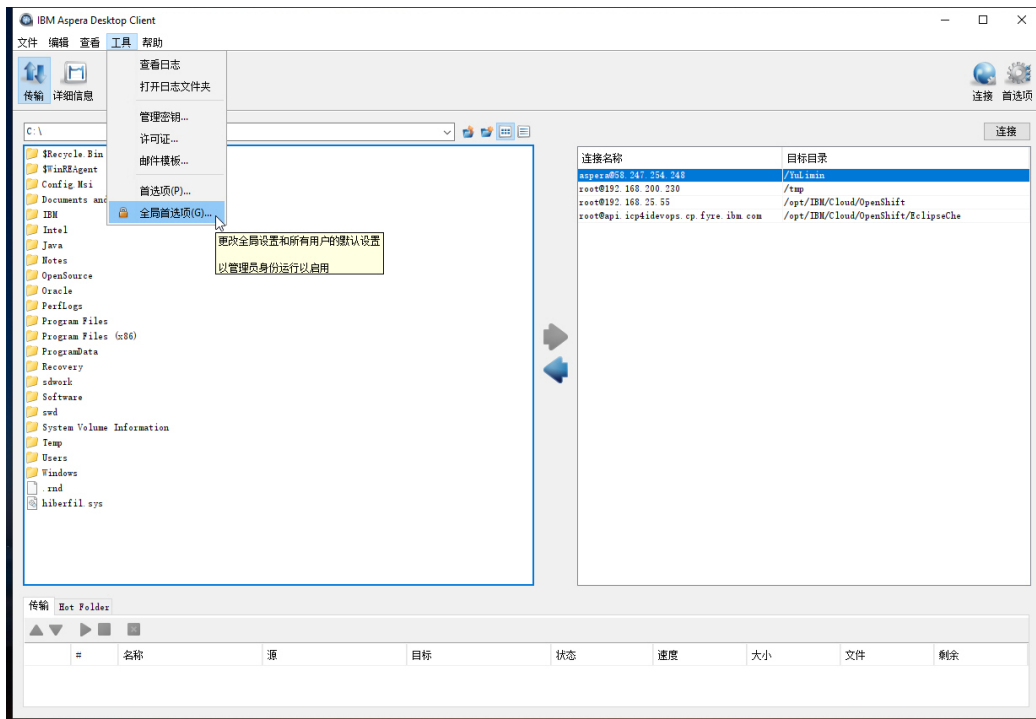 IBM Aspera Desktop Client
文件 编辑 查看 工具 帮助
传输 详细信息
查看日志
打开日志文件夹
管理密钥...
许可证...
邮件模板...
首选项(P)...
全局首选项(G)...
更改全局设置和所有用户的默认设置
以管理员身份运行以启用
连接 首选项
C:\
连接
$Recycle.Bin
$WinREAgent
Config.Msi
Documents and
IBM
Intel
Java
Notes
OpenSource
Oracle
PerfLogs
Program Files
Program Files (x86)
ProgramData
Recovery
sdwork
Software
swd
System Volume Information
Temp
Users
Windows
.rnd
hiberfil.sys
连接名称 目标目录
aspera@58.247.254.248 /YuLimin
root@192.168.200.230 /tmp
root@192.168.25.55 /opt/IBM/Cloud/OpenShift
root@api.icp4idevops.cp.fyre.ibm.com /opt/IBM/Cloud/OpenShift/EclipseChe
传输 Hot Folder
# 名称 源 目标 状态 速度 大小 文件 剩余